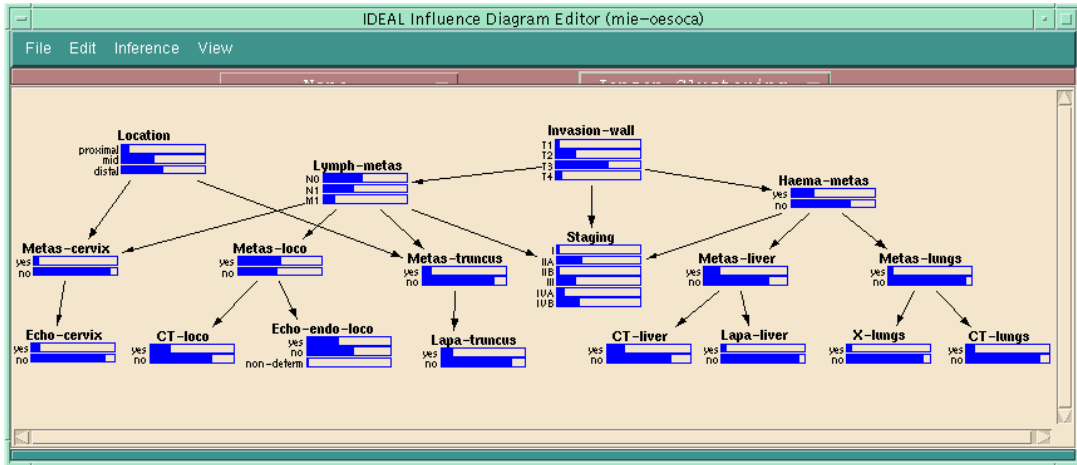 IDEAL Influence Diagram Editor (mie-oesoca)
File Edit Inference View
Location
proximal
mid
distal
Invasion-wall
T1
T2
T3
T4
Lymph-metas
N0
N1
M1
Haema-metas
yes
no
Metas-cervix
yes
no
Metas-loco
yes
no
Metas-truncus
yes
no
Staging
I
IIA
IIB
III
IVA
IVB
Metas-liver
yes
no
Metas-lungs
yes
no
Echo-cervix
yes
no
CT-loco
yes
no
Echo-endo-loco
yes
no
non-determ
Lapa-truncus
yes
no
CT-liver
yes
no
Lapa-liver
yes
no
X-lungs
yes
no
CT-lungs
yes
no